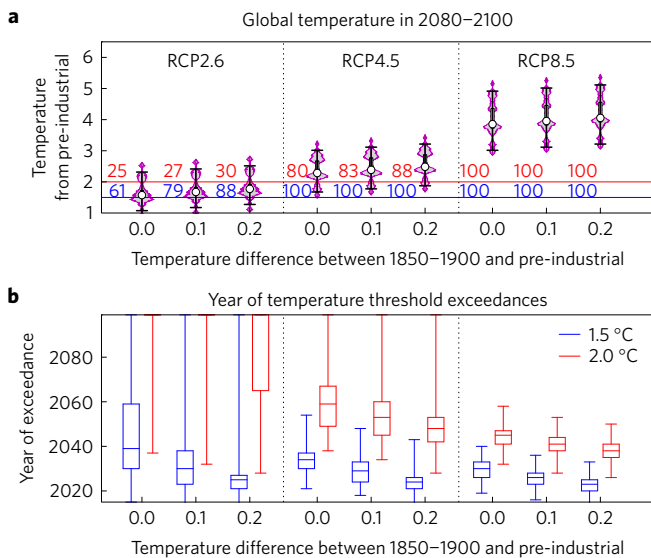 a
Global temperature in 2080–2100
RCP2.6 RCP4.5 RCP8.5
Temperature
from pre-industrial
6
5
4
3
2
1
25 27 30 80 83 88 100 100 100
61 79 88 100 100 100 100 100 100
0.0 0.1 0.2 0.0 0.1 0.2 0.0 0.1 0.2
Temperature difference between 1850–1900 and pre-industrial
b
Year of temperature threshold exceedances
1.5 °C
2.0 °C
Year of exceedance
2080
2060
2040
2020
0.0 0.1 0.2 0.0 0.1 0.2 0.0 0.1 0.2
Temperature difference between 1850–1900 and pre-industrial